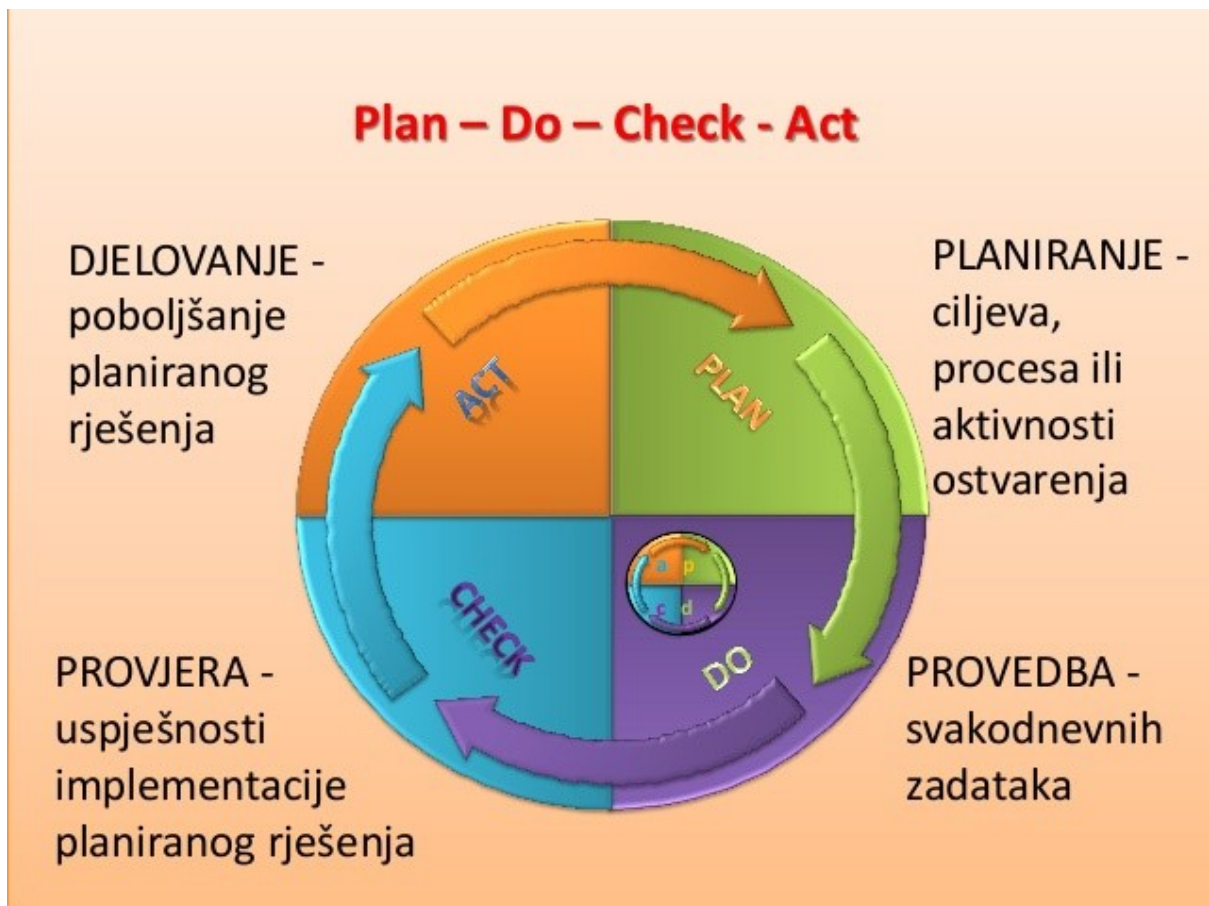 Plan – Do – Check - Act
DJELOVANJE -
poboljšanje
planiranog
rješenja
PLANIRANJE -
ciljeva,
procesa ili
aktivnosti
ostvarenja
ACT
PLAN
a p
c d
CHECK
DO
PROVJERA -
uspješnosti
implementacije
planiranog rješenja
PROVEDBA -
svakodnevnih
zadataka